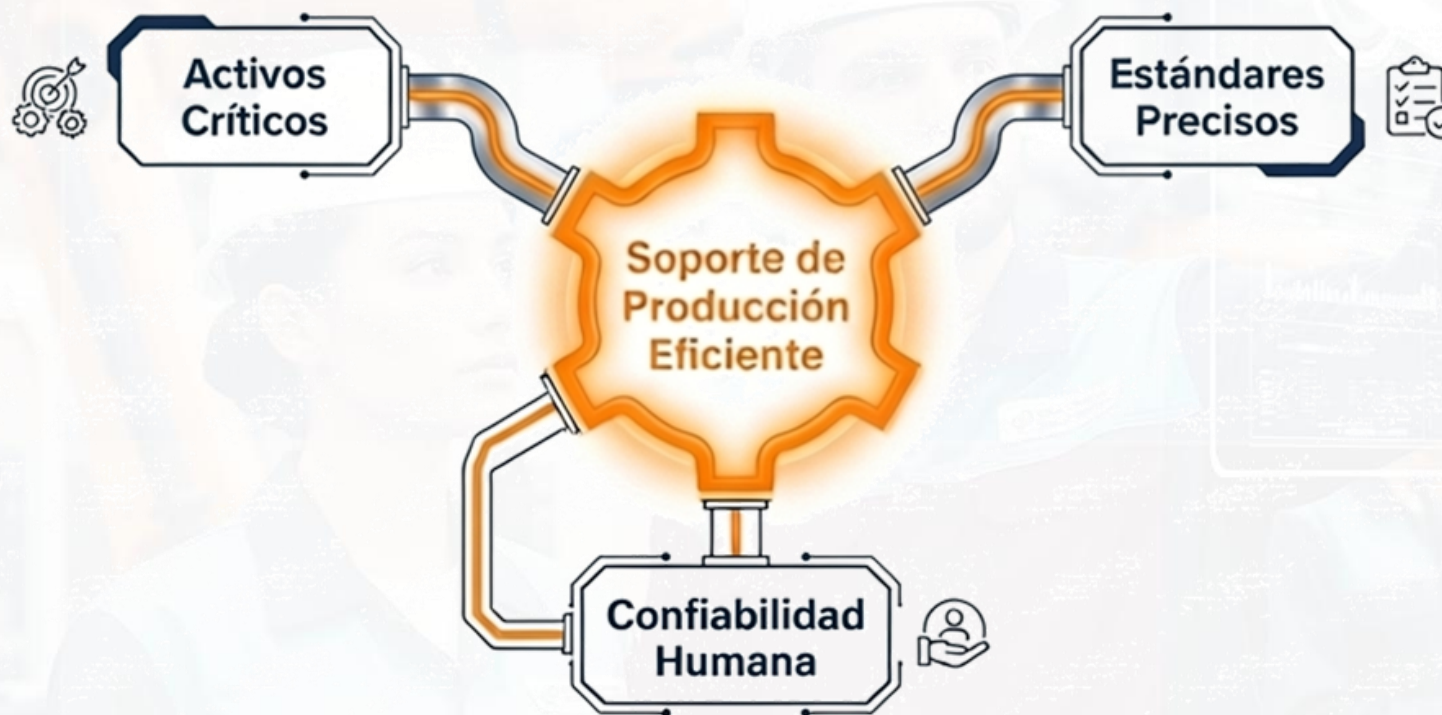 Activos
Críticos
Estándares
Precisos
Soporte de
Producción
Eficiente
Confiabilidad
Humana